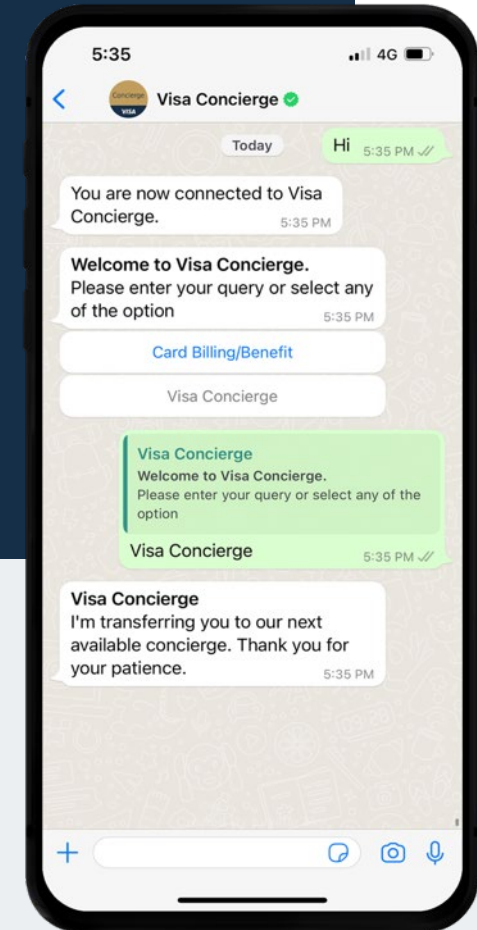 5:35
4G
Concierge
VISA
Visa Concierge
Today
Hi 5:35 PM
You are now connected to Visa
Concierge. 5:35 PM
Welcome to Visa Concierge.
Please enter your query or select any
of the option 5:35 PM
Card Billing/Benefit
Visa Concierge
Visa Concierge
Welcome to Visa Concierge.
Please enter your query or select any of the
option
Visa Concierge 5:35 PM
Visa Concierge
I'm transferring you to our next
available concierge. Thank you for
your patience. 5:35 PM